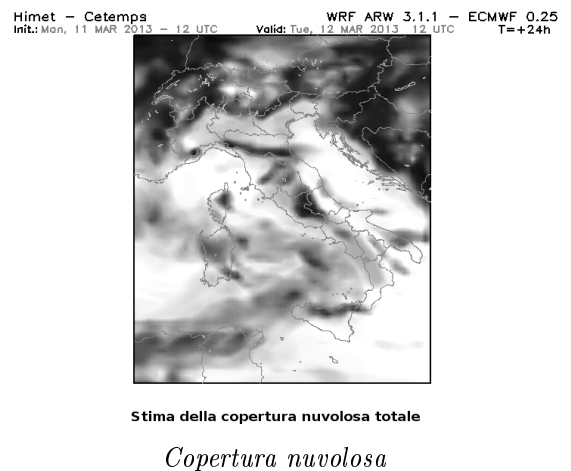 Himet – Cetemps WRF ARW 3.1.1 – ECMWF 0.25
Init.: Mon, 11 MAR 2013 – 12 UTC Valid: Tue, 12 MAR 2013 12 UTC T=+24h
Stima della copertura nuvolosa totale
Copertura nuvolosa